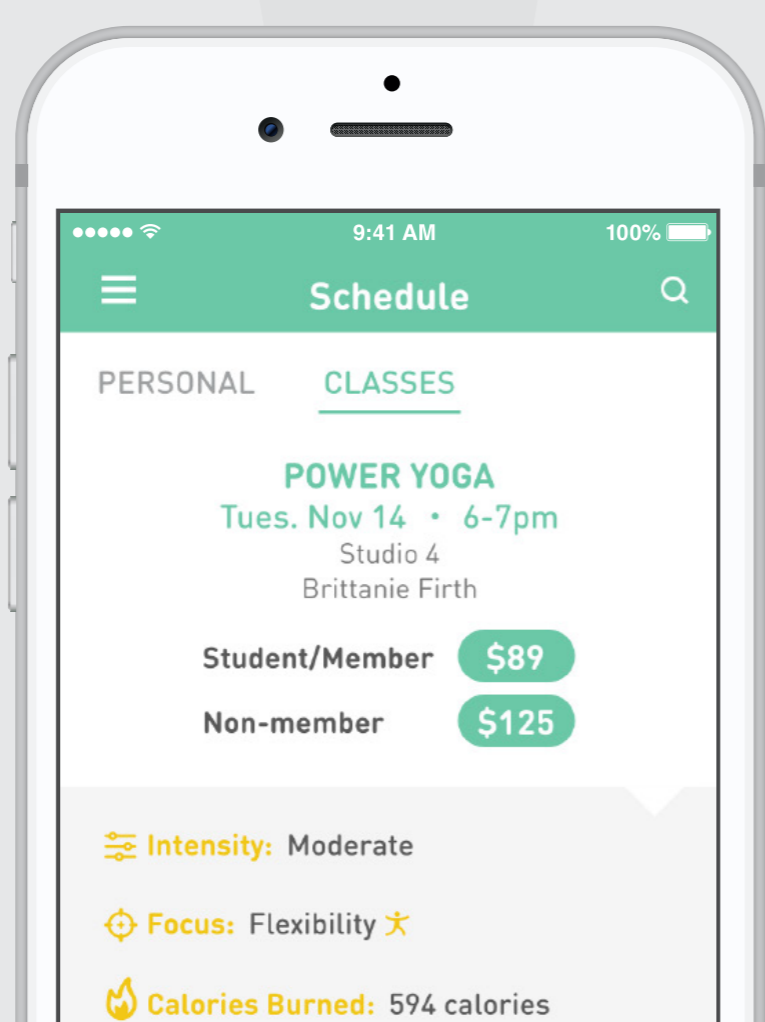 9:41 AM
100%
Schedule
PERSONAL CLASSES
POWER YOGA
Tues. Nov 14 • 6-7pm
Studio 4
Brittanie Firth
Student/Member $89
Non-member $125
Intensity: Moderate
Focus: Flexibility
Calories Burned: 594 calories